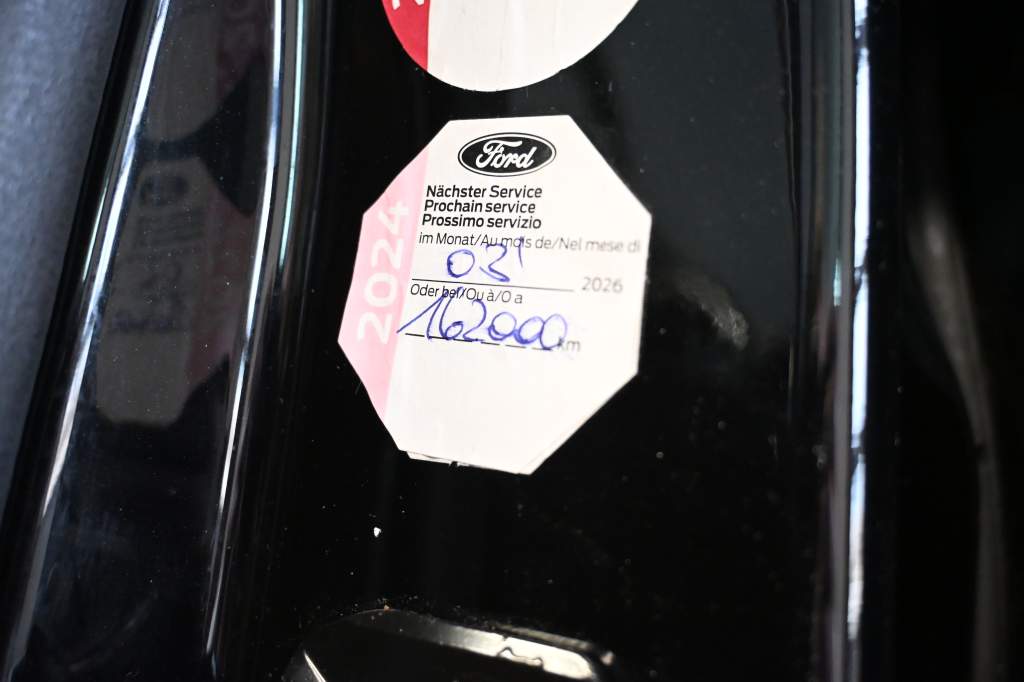 Ford
Nächster Service
Prochain service
Prossimo servizio
im Monat/Au mois de/Nel mese di
03 2026
Oder bei/Ou à/O a
162000 km
2024